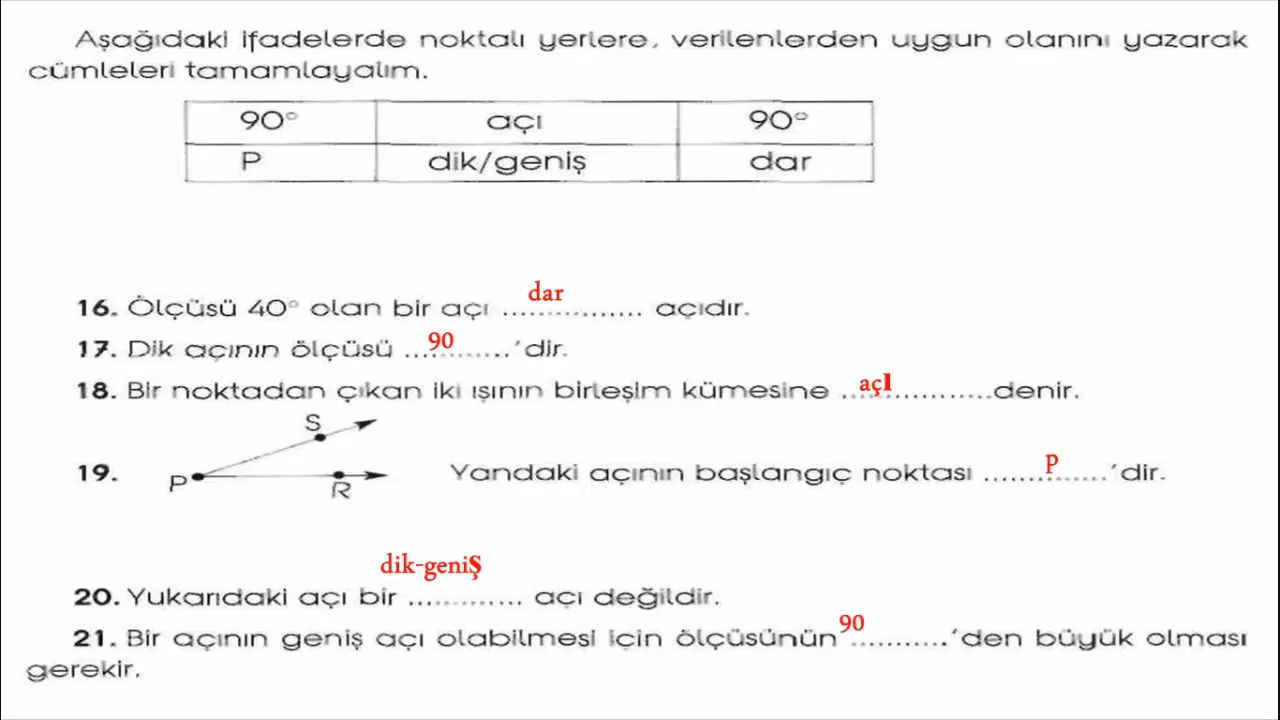 Aşağıdaki ifadelerde noktalı yerlere, verilenlerden uygun olanını yazarak
cümleleri tamamlayalım.
90° açı 90°
P dik/geniş dar
16. Ölçüsü 40° olan bir açı ....dar............ açıdır.
17. Dik açının ölçüsü ...90.........'dir.
18. Bir noktadan çıkan iki ışının birleşim kümesine ...açI..............denir.
S
19. P R Yandaki açının başlangıç noktası .......P.......'dir.
dik-geniŞ
20. Yukarıdaki açı bir ............. açı değildir.
21. Bir açının geniş açı olabilmesi için ölçüsünün 90 ...........'den büyük olması
gerekir.